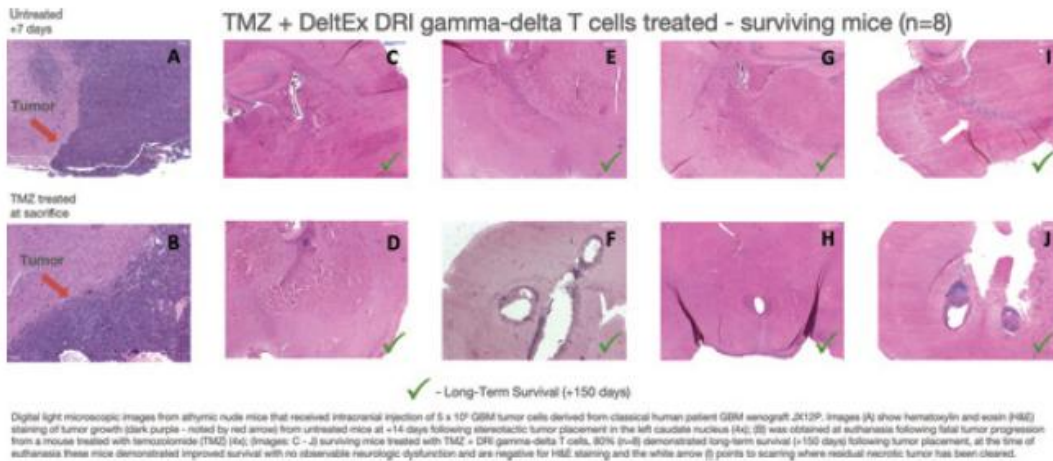 Untreated
+7 days
TMZ + DeltEx DRI gamma-delta T cells treated - surviving mice (n=8)
A
Tumor
C
E
G
I
TMZ treated
at sacrifice
B
Tumor
D
F
H
J
- Long-Term Survival (+150 days)
Digital light microscopic images from athymic nude mice that received intracranial injection of 5 x 10⁵ GBM tumor cells derived from classical human patient GBM xenograft JX12P. Images (A) show hematoxylin and eosin (H&E)
staining of tumor growth (dark purple - noted by red arrow) from untreated mice at +14 days following stereotactic tumor placement in the left caudate nucleus (4x); (B) was obtained at euthanasia following fatal tumor progression
from a mouse treated with temozolomide (TMZ) (4x); (Images: C - J) surviving mice treated with TMZ + DRI gamma-delta T cells, 80% (n=8) demonstrated long-term survival (>150 days) following tumor placement, at the time of
euthanasia these mice demonstrated improved survival with no observable neurologic dysfunction and are negative for H&E staining and the white arrow (I) points to scarring where residual necrotic tumor has been cleared.